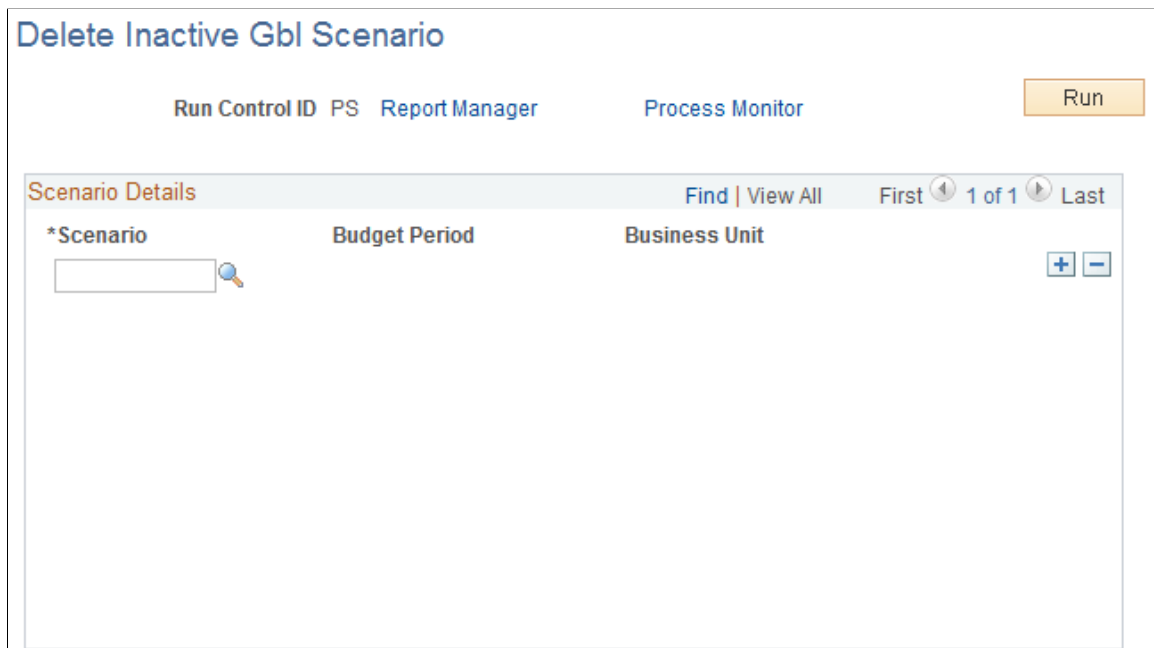 Delete Inactive Gbl Scenario
Run Control ID PS Report Manager Process Monitor Run
Scenario Details Find | View All First 1 of 1 Last
*Scenario Budget Period Business Unit